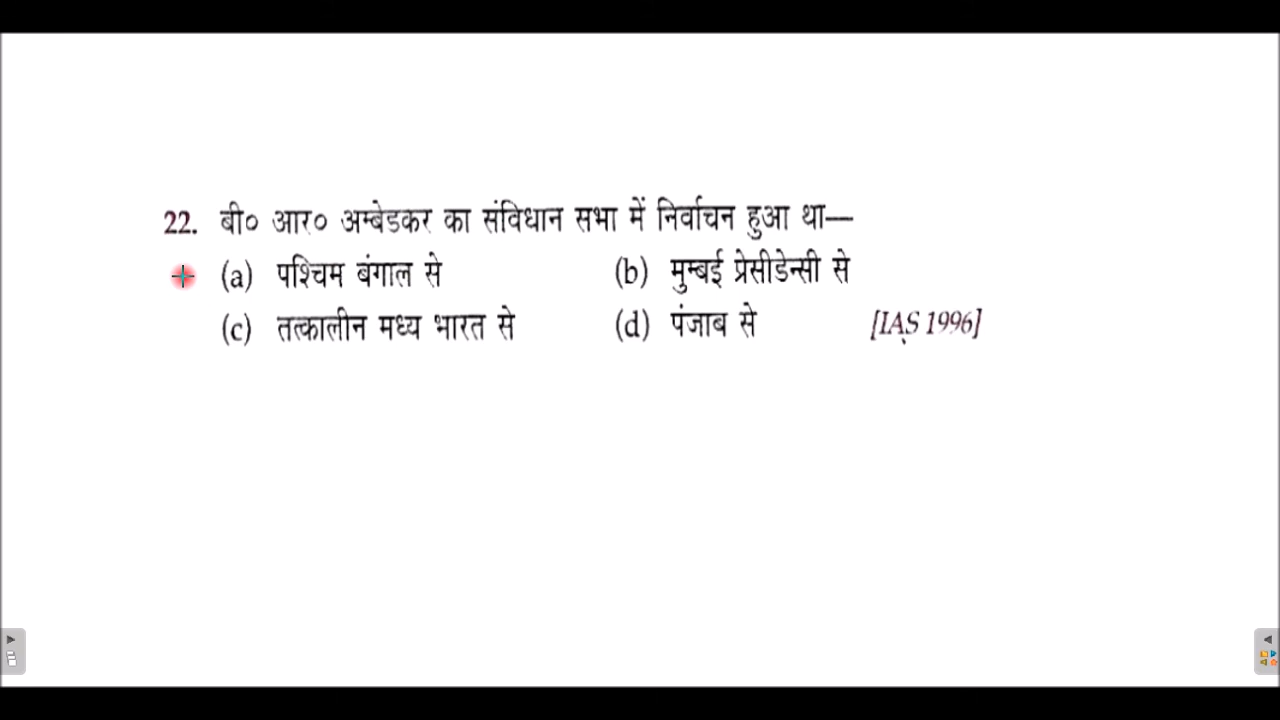 22. बी० आर० अम्बेडकर का संविधान सभा में निर्वाचन हुआ था—
(a) पश्चिम बंगाल से (b) मुम्बई प्रेसीडेन्सी से
(c) तत्कालीन मध्य भारत से (d) पंजाब से [IAS 1996]